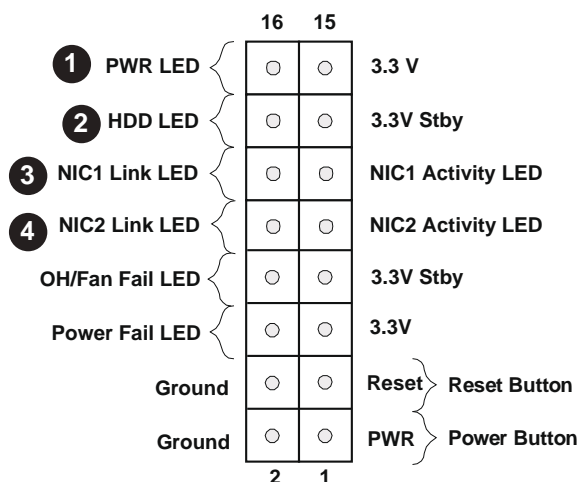 16 15
1 PWR LED 3.3 V
2 HDD LED 3.3V Stby
3 NIC1 Link LED NIC1 Activity LED
4 NIC2 Link LED NIC2 Activity LED
OH/Fan Fail LED 3.3V Stby
Power Fail LED 3.3V
Ground Reset Reset Button
Ground PWR Power Button
2 1